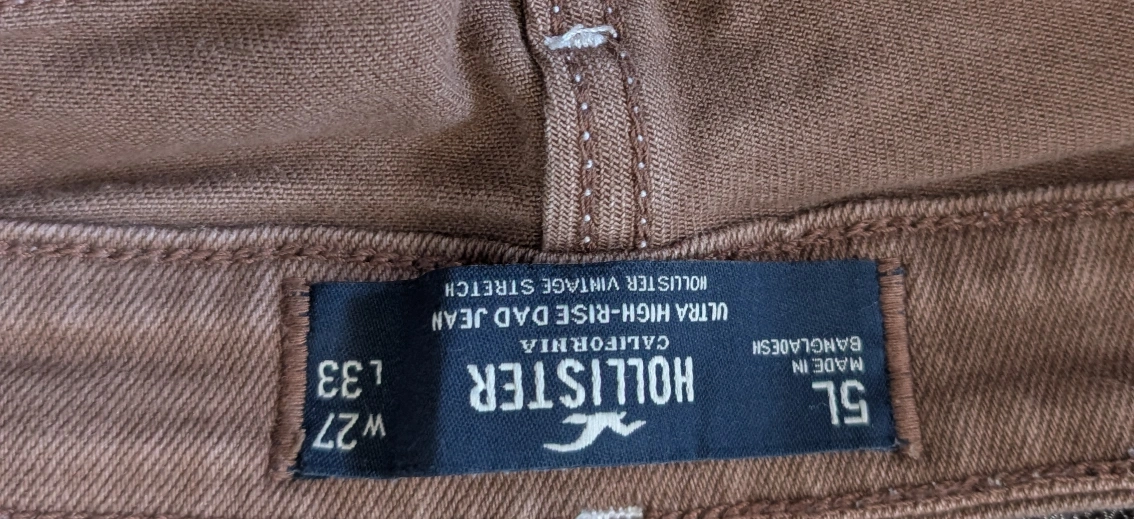 5L
MADE IN
BANGLADESH
HOLLISTER
CALIFORNIA
ULTRA HIGH-RISE DAD JEAN
HOLLISTER VINTAGE STRETCH
W27
L33